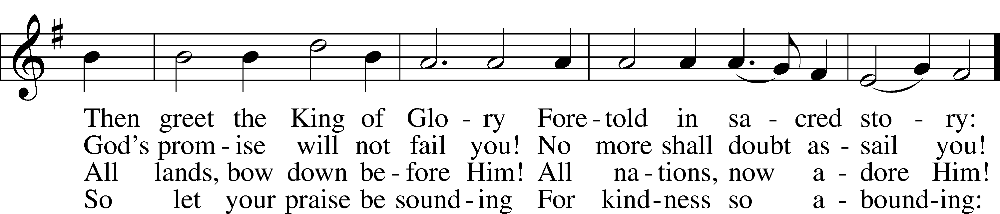 Then greet the King of Glo - ry Fore - told in sa - cred sto - ry:
God's prom - ise will not fail you! No more shall doubt as - sail you!
All lands, bow down be - fore Him! All na - tions, now a - dore Him!
So let your praise be sound - ing For kind - ness so a - bound - ing: